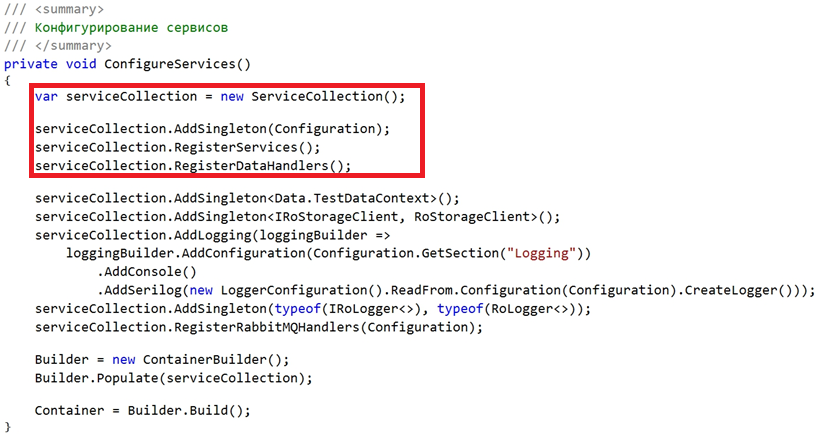 /// <summary>
/// Конфигурирование сервисов
/// </summary>
private void ConfigureServices()
{
    var serviceCollection = new ServiceCollection();

    serviceCollection.AddSingleton(Configuration);
    serviceCollection.RegisterServices();
    serviceCollection.RegisterDataHandlers();

    serviceCollection.AddSingleton<Data.TestDataContext>();
    serviceCollection.AddSingleton<IRoStorageClient, RoStorageClient>();
    serviceCollection.AddLogging(loggingBuilder =>
        loggingBuilder.AddConfiguration(Configuration.GetSection("Logging"))
            .AddConsole()
            .AddSerilog(new LoggerConfiguration().ReadFrom.Configuration(Configuration).CreateLogger()));
    serviceCollection.AddSingleton(typeof(IRoLogger<>), typeof(RoLogger<>));
    serviceCollection.RegisterRabbitMQHandlers(Configuration);

    Builder = new ContainerBuilder();
    Builder.Populate(serviceCollection);

    Container = Builder.Build();
}